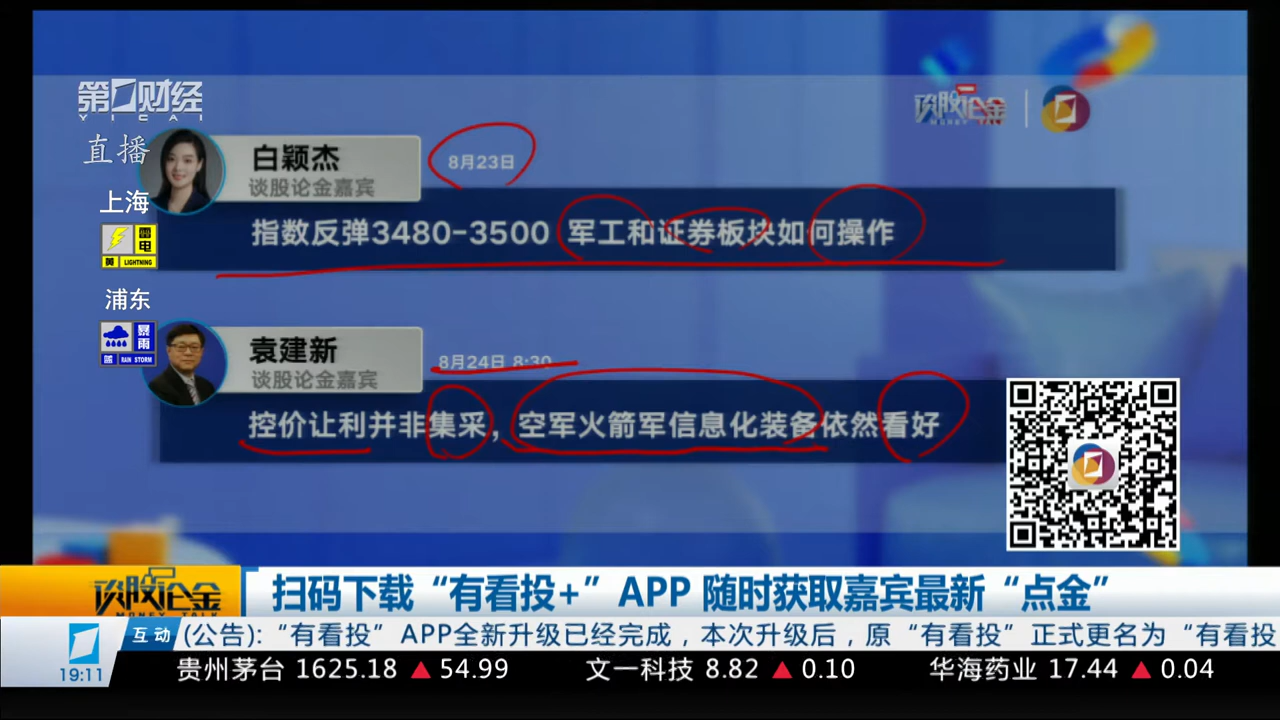 第一财经
YICAI
谈股论金
MONEY TALK
直播
白颖杰
8月23日
谈股论金嘉宾
上海
指数反弹3480-3500 军工和证券板块如何操作
雷电
黄 LIGHTNING
浦东
暴雨
蓝 RAIN STORM
袁建新
8月24日 8:30
谈股论金嘉宾
控价让利并非集采，空军火箭军信息化装备依然看好
谈股论金
MONEY TALK
扫码下载“有看投+”APP 随时获取嘉宾最新“点金”
互动
(公告):“有看投”APP全新升级已经完成，本次升级后，原“有看投”正式更名为“有看投
19:11
贵州茅台 1625.18 ▲ 54.99 文一科技 8.82 ▲ 0.10 华海药业 17.44 ▲ 0.04